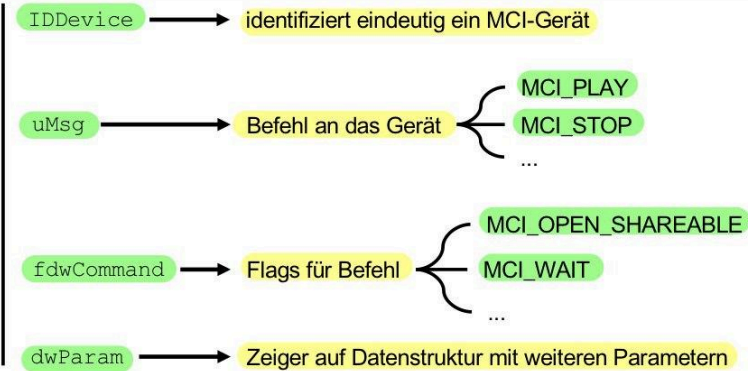 IDDevice identifiziert eindeutig ein MCI-Gerät
MCI_PLAY
uMsg Befehl an das Gerät MCI_STOP
...
MCI_OPEN_SHAREABLE
fdwCommand Flags für Befehl MCI_WAIT
...
dwParam Zeiger auf Datenstruktur mit weiteren Parametern